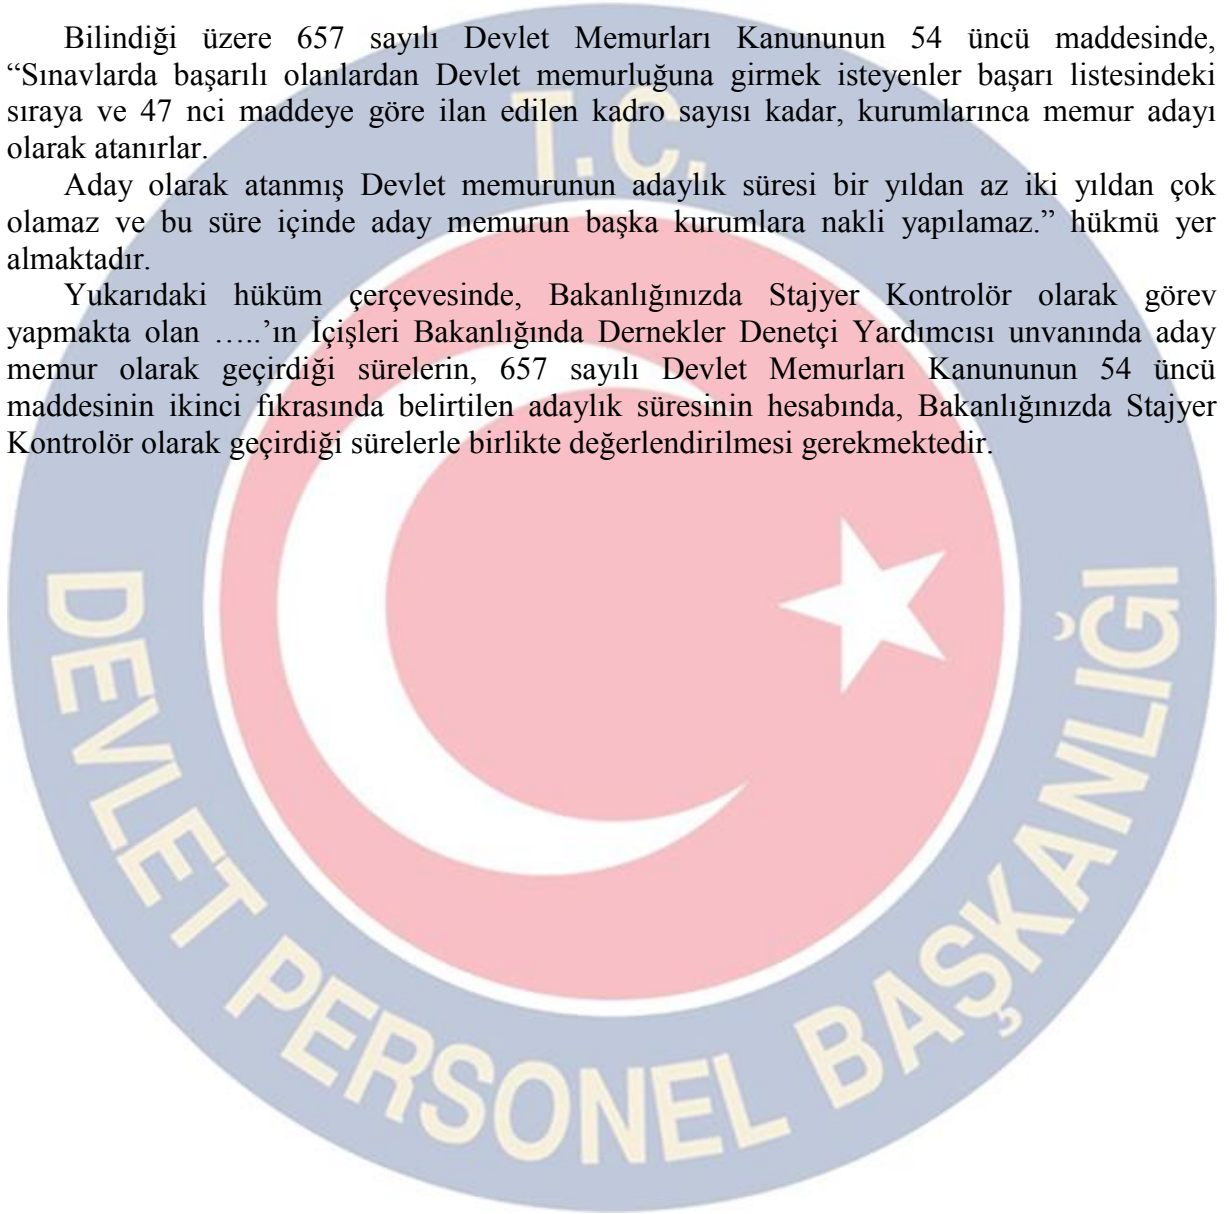 Bilindiği üzere 657 sayılı Devlet Memurları Kanununun 54 üncü maddesinde,
“Sınavlarda başarılı olanlardan Devlet memurluğuna girmek isteyenler başarı listesindeki
sıraya ve 47 nci maddeye göre ilan edilen kadro sayısı kadar, kurumlarınca memur adayı
olarak atanırlar.
Aday olarak atanmış Devlet memurunun adaylık süresi bir yıldan az iki yıldan çok
olamaz ve bu süre içinde aday memurun başka kurumlara nakli yapılamaz.” hükmü yer
almaktadır.
Yukarıdaki hüküm çerçevesinde, Bakanlığınızda Stajyer Kontrolör olarak görev
yapmakta olan …..’ın İçişleri Bakanlığında Dernekler Denetçi Yardımcısı unvanında aday
memur olarak geçirdiği sürelerin, 657 sayılı Devlet Memurları Kanununun 54 üncü
maddesinin ikinci fıkrasında belirtilen adaylık süresinin hesabında, Bakanlığınızda Stajyer
Kontrolör olarak geçirdiği sürelerle birlikte değerlendirilmesi gerekmektedir.
T.C.
DEVLET PERSONEL BAŞKANLIĞI